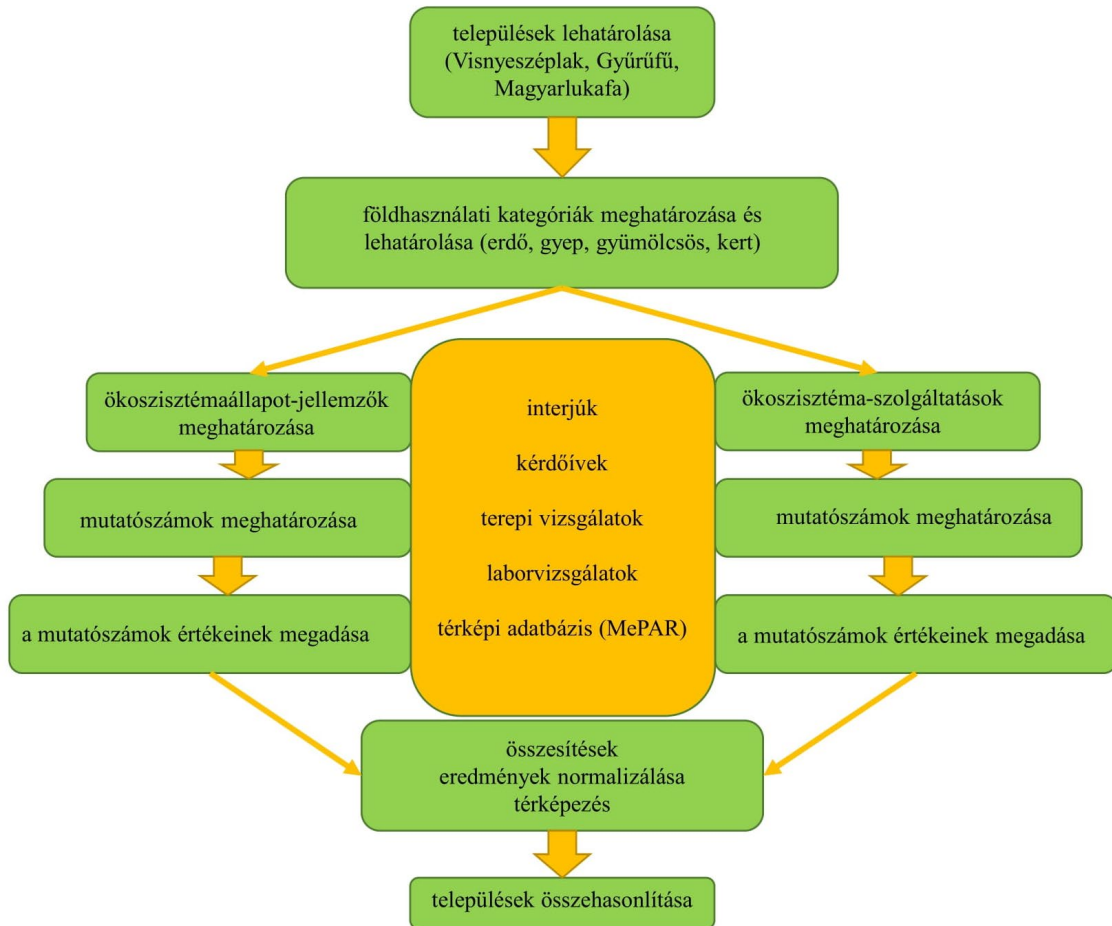 települések lehatárolása
(Visnyeszéplak, Gyűrűfű,
Magyarlukafa)
földhasználati kategóriák meghatározása és
lehatárolása (erdő, gyep, gyümölcsös, kert)
ökoszisztémaállapot-jellemzők
meghatározása
mutatószámok meghatározása
a mutatószámok értékeinek megadása
interjúk
kérdőívek
terepi vizsgálatok
laborvizsgálatok
térképi adatbázis (MePAR)
ökoszisztéma-szolgáltatások
meghatározása
mutatószámok meghatározása
a mutatószámok értékeinek megadása
összesítések
eredmények normalizálása
térképezés
települések összehasonlítása